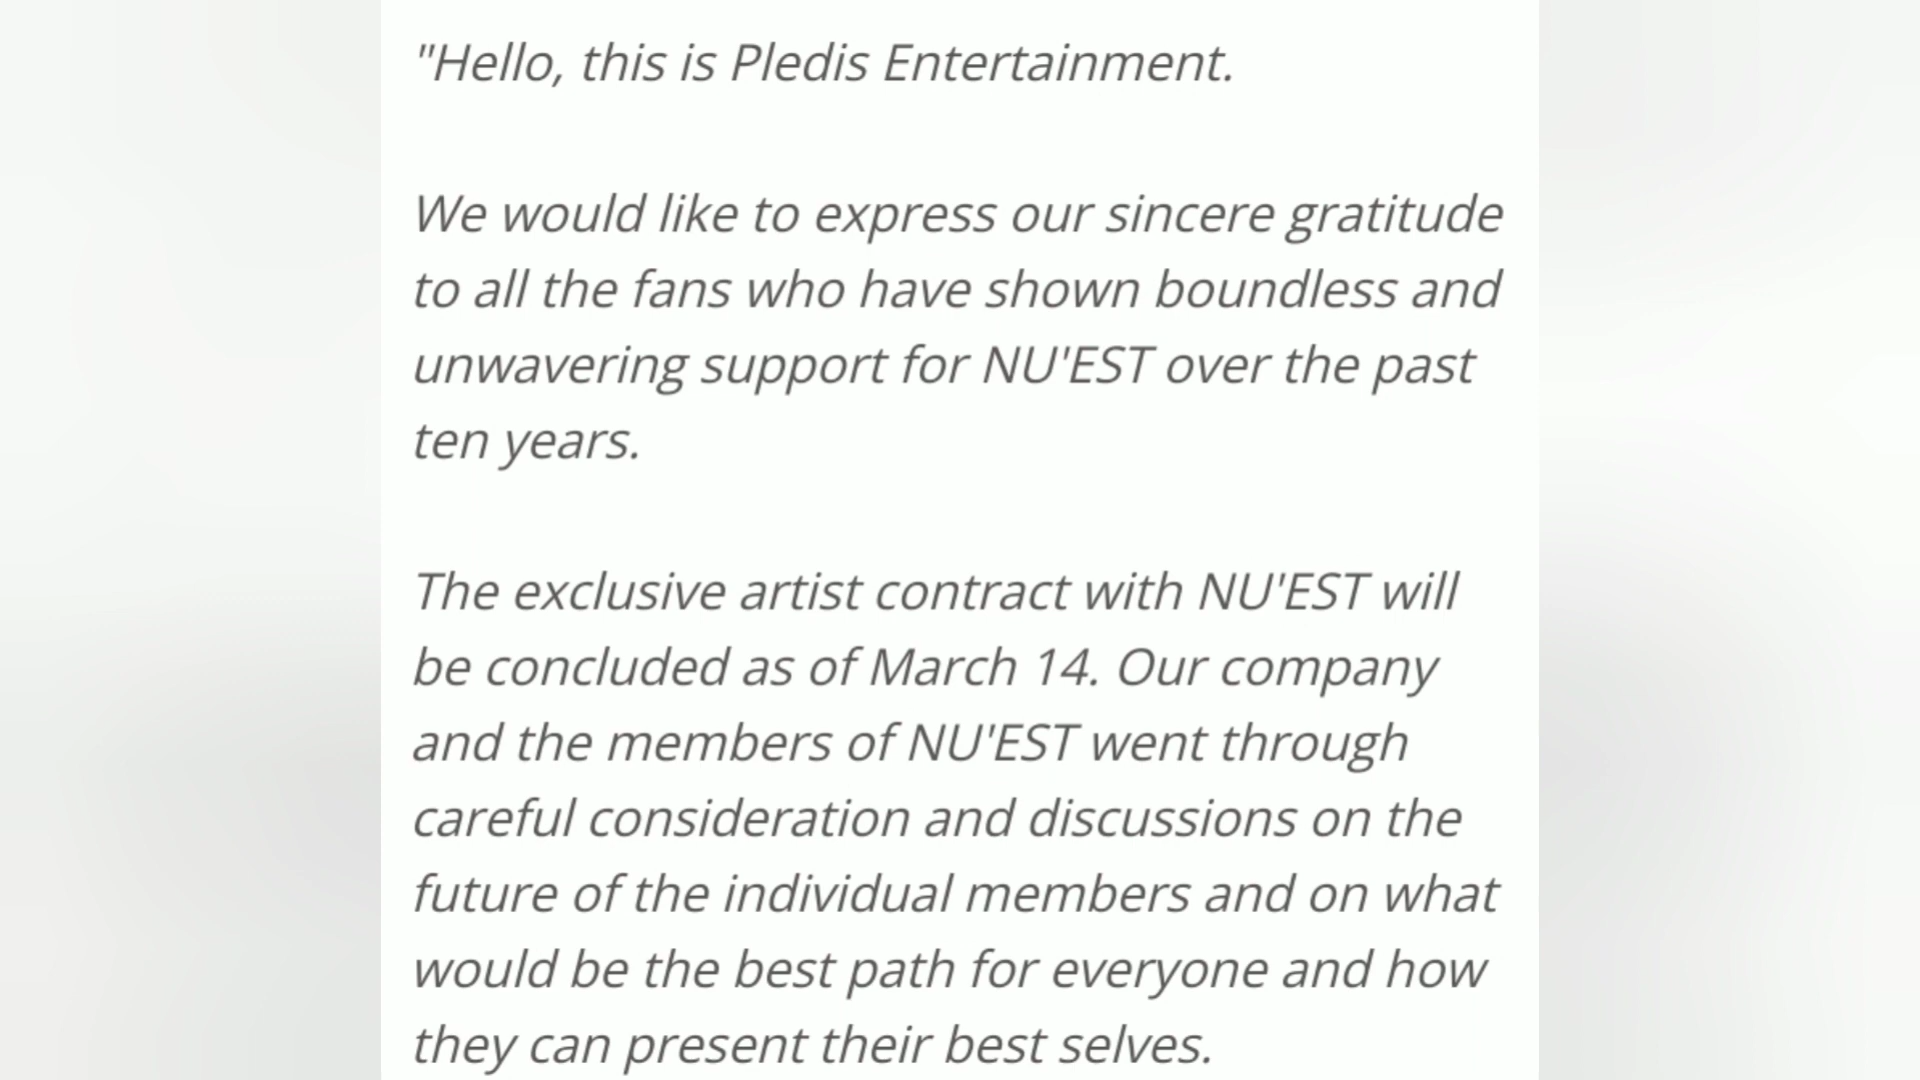 "Hello, this is Pledis Entertainment.
We would like to express our sincere gratitude
to all the fans who have shown boundless and
unwavering support for NU'EST over the past
ten years.
The exclusive artist contract with NU'EST will
be concluded as of March 14. Our company
and the members of NU'EST went through
careful consideration and discussions on the
future of the individual members and on what
would be the best path for everyone and how
they can present their best selves.